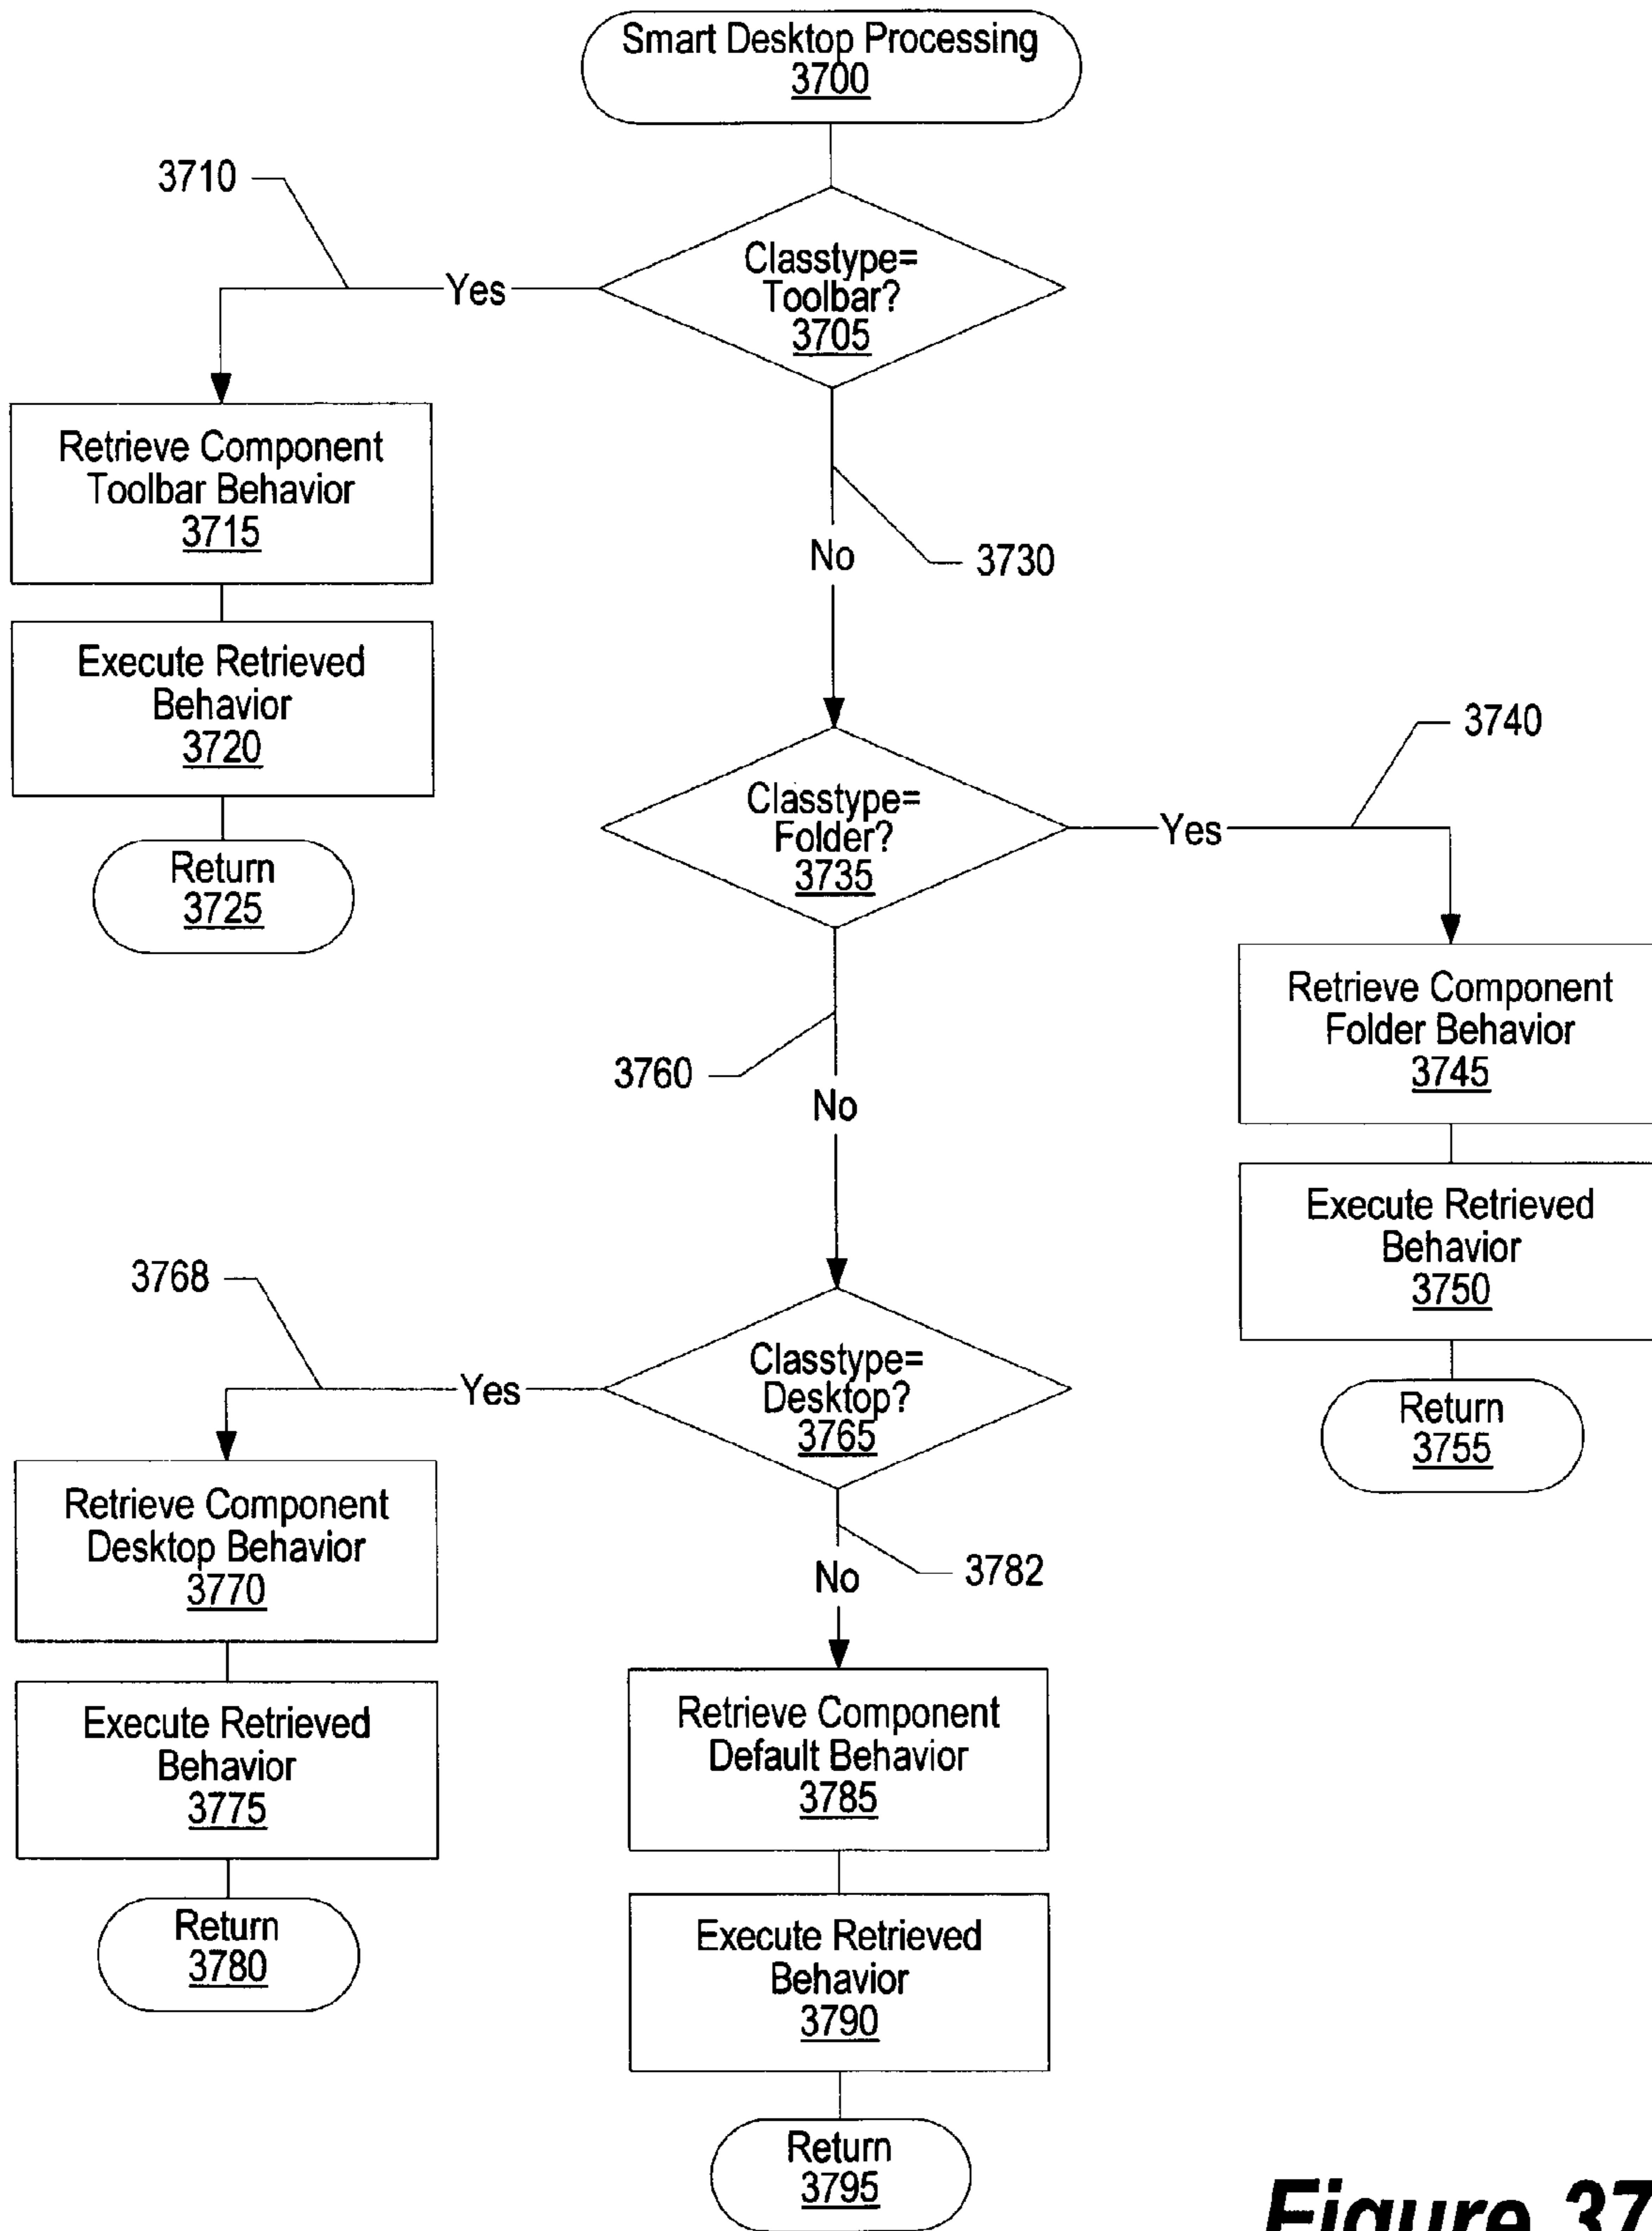 Smart Desktop Processing
3700
3710
Yes
Classtype=
Toolbar?
3705
Retrieve Component
Toolbar Behavior
3715
No
3730
Execute Retrieved
Behavior
3720
Return
3725
3740
Classtype=
Folder?
3735
Yes
Retrieve Component
Folder Behavior
3745
3760
No
Execute Retrieved
Behavior
3750
Return
3755
3768
Yes
Classtype=
Desktop?
3765
Retrieve Component
Desktop Behavior
3770
No
3782
Execute Retrieved
Behavior
3775
Return
3780
Retrieve Component
Default Behavior
3785
Execute Retrieved
Behavior
3790
Return
3795
Figure 37